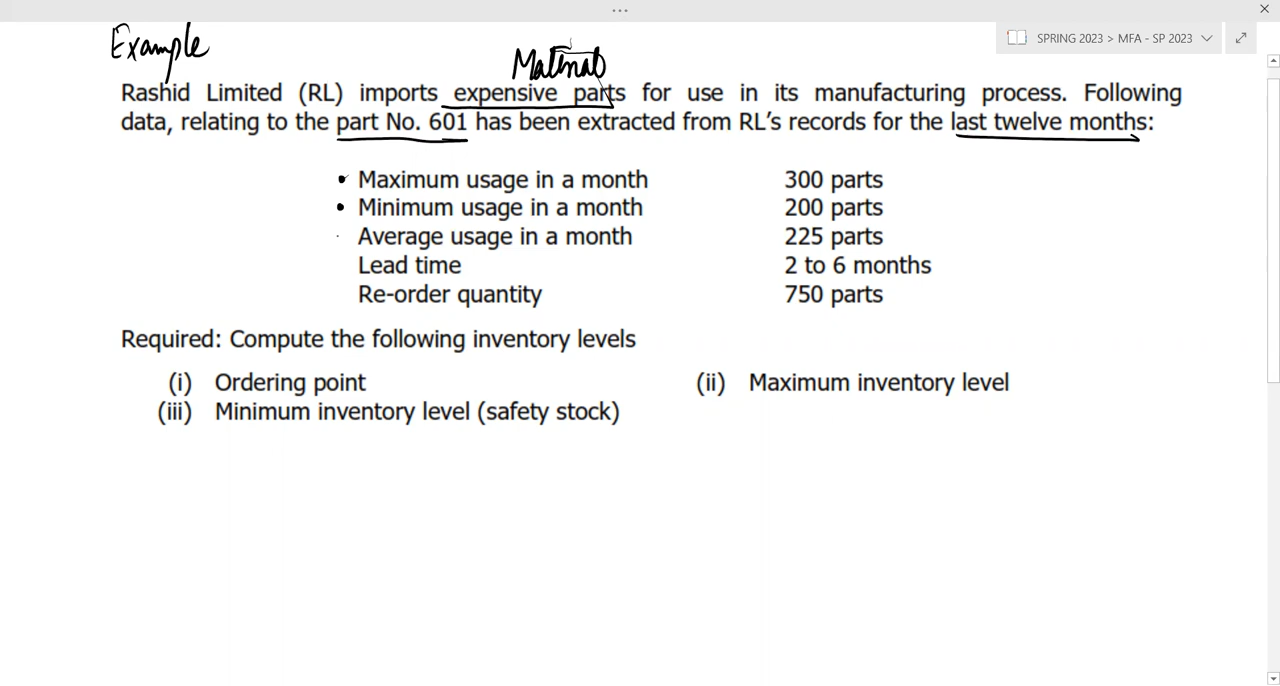 SPRING 2023 > MFA - SP 2023
Example
Material
Rashid Limited (RL) imports expensive parts for use in its manufacturing process. Following
data, relating to the part No. 601 has been extracted from RL's records for the last twelve months:
• Maximum usage in a month 300 parts
• Minimum usage in a month 200 parts
Average usage in a month 225 parts
Lead time 2 to 6 months
Re-order quantity 750 parts
Required: Compute the following inventory levels
(i) Ordering point (ii) Maximum inventory level
(iii) Minimum inventory level (safety stock)